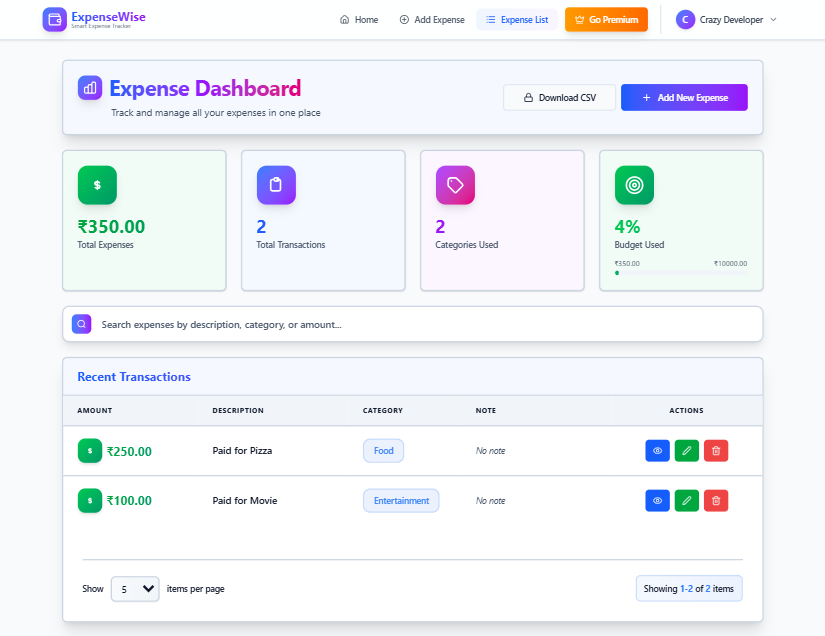 ExpenseWise
Smart Expense Tracker
Home
Add Expense
Expense List
Go Premium
C
Crazy Developer
Expense Dashboard
Track and manage all your expenses in one place
Download CSV
+ Add New Expense
$
₹350.00
Total Expenses
2
Total Transactions
2
Categories Used
4%
Budget Used
₹350.00 ₹10000.00
Search expenses by description, category, or amount...
Recent Transactions
AMOUNT DESCRIPTION CATEGORY NOTE ACTIONS
$ ₹250.00 Paid for Pizza Food No note
$ ₹100.00 Paid for Movie Entertainment No note
Show 5 items per page
Showing 1-2 of 2 items